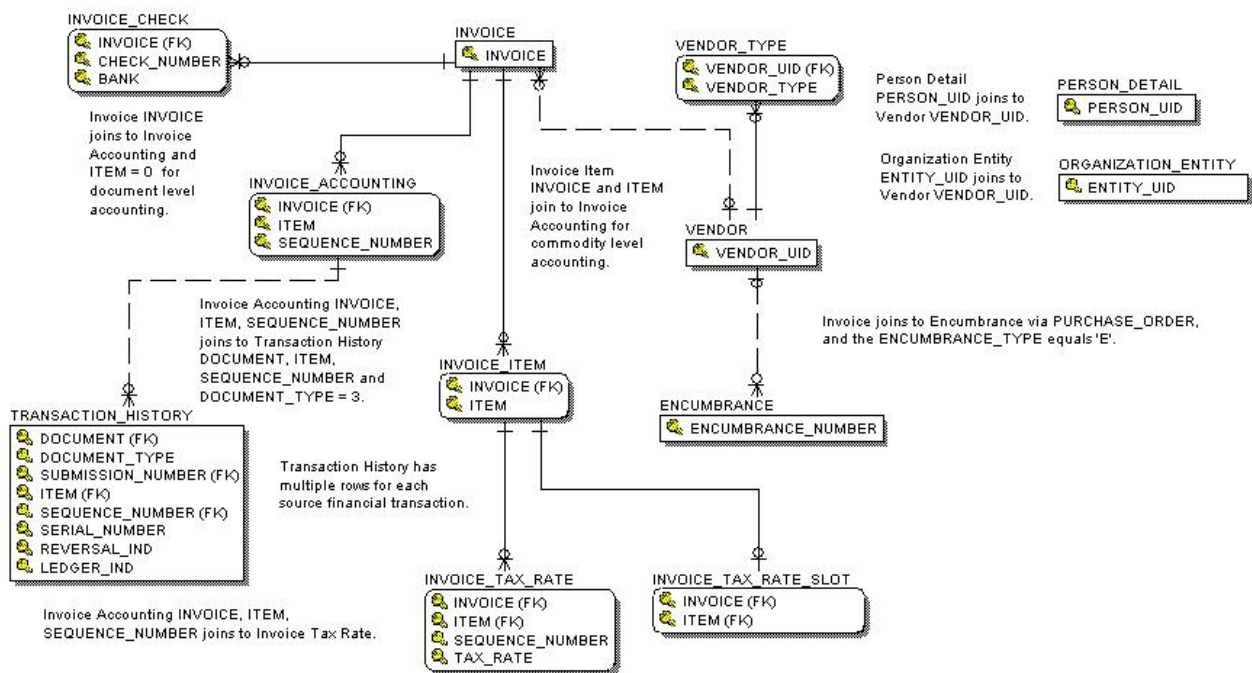 INVOICE_CHECK
INVOICE (FK)
CHECK_NUMBER
BANK
INVOICE
INVOICE
VENDOR_TYPE
VENDOR_UID (FK)
VENDOR_TYPE
Person Detail
PERSON_UID joins to
Vendor VENDOR_UID.
PERSON_DETAIL
PERSON_UID
Organization Entity
ENTITY_UID joins to
Vendor VENDOR_UID.
ORGANIZATION_ENTITY
ENTITY_UID
Invoice INVOICE
joins to Invoice
Accounting and
ITEM = 0 for
document level
accounting.
INVOICE_ACCOUNTING
INVOICE (FK)
ITEM
SEQUENCE_NUMBER
Invoice Item
INVOICE and ITEM
join to Invoice
Accounting for
commodity level
accounting.
VENDOR
VENDOR_UID
Invoice Accounting INVOICE,
ITEM, SEQUENCE_NUMBER
joins to Transaction History
DOCUMENT, ITEM,
SEQUENCE_NUMBER and
DOCUMENT_TYPE = 3.
Invoice joins to Encumbrance via PURCHASE_ORDER,
and the ENCUMBRANCE_TYPE equals 'E'.
INVOICE_ITEM
INVOICE (FK)
ITEM
ENCUMBRANCE
ENCUMBRANCE_NUMBER
TRANSACTION_HISTORY
DOCUMENT (FK)
DOCUMENT_TYPE
SUBMISSION_NUMBER (FK)
ITEM (FK)
SEQUENCE_NUMBER (FK)
SERIAL_NUMBER
REVERSAL_IND
LEDGER_IND
Transaction History has
multiple rows for each
source financial transaction.
INVOICE_TAX_RATE
INVOICE (FK)
ITEM (FK)
SEQUENCE_NUMBER
TAX_RATE
INVOICE_TAX_RATE_SLOT
INVOICE (FK)
ITEM (FK)
Invoice Accounting INVOICE, ITEM,
SEQUENCE_NUMBER joins to Invoice Tax Rate.